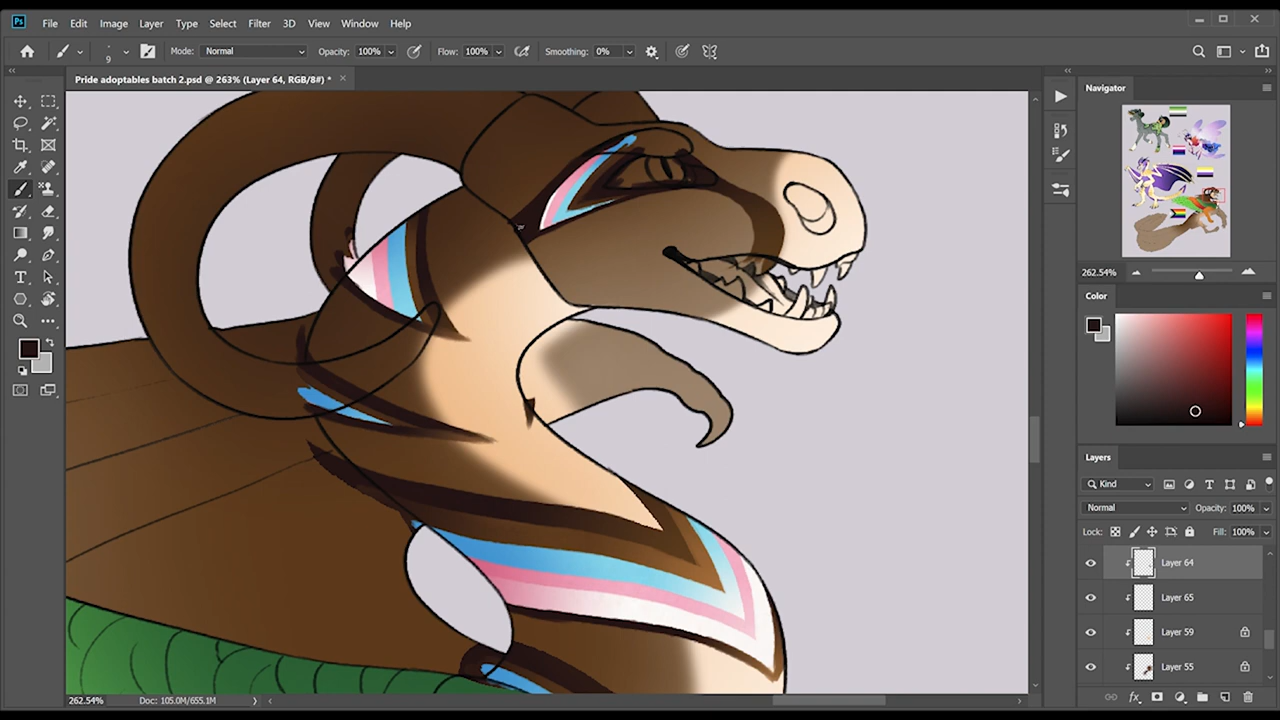 Ps File Edit Image Layer Type Select Filter 3D View Window Help
9 Mode: Normal Opacity: 100% Flow: 100% Smoothing: 0%
Pride adoptables batch 2.psd @ 263% (Layer 64, RGB/8#) *
Navigator
262.54%
Color
Layers
Kind
Normal Opacity: 100%
Lock: Fill: 100%
Layer 64
Layer 65
Layer 59
Layer 55
262.54% Doc: 105.0M/655.1M